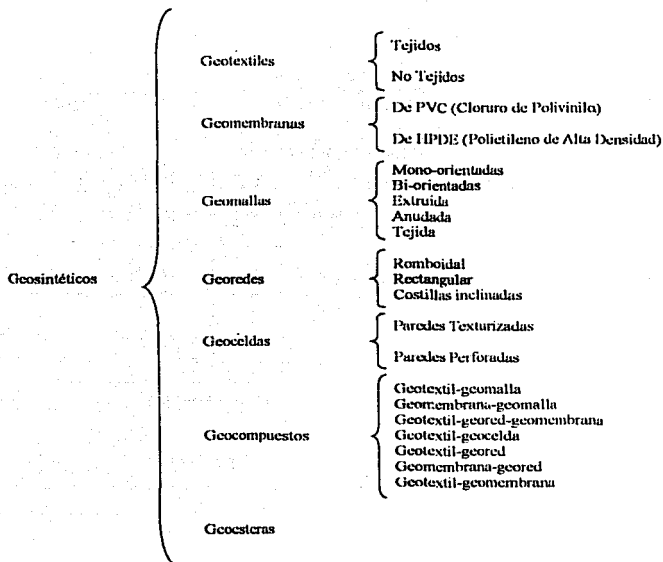 Geotextiles
Tejidos
No Tejidos
Geomembranas
De PVC (Cloruro de Polivinilo)
De HPDE (Polietileno de Alta Densidad)
Geomallas
Mono-orientadas
Bi-orientadas
Extruida
Anudada
Tejida
Geosintéticos
Georedes
Romboidal
Rectangular
Costillas inclinadas
Geoceldas
Paredes Texturizadas
Paredes Perforadas
Geocompuestos
Geotextil-geomalla
Geomembrana-geomalla
Geotextil-geored-geomembrana
Geotextil-geocelda
Geotextil-geored
Geomembrana-geored
Geotextil-geomembrana
Geoesteras